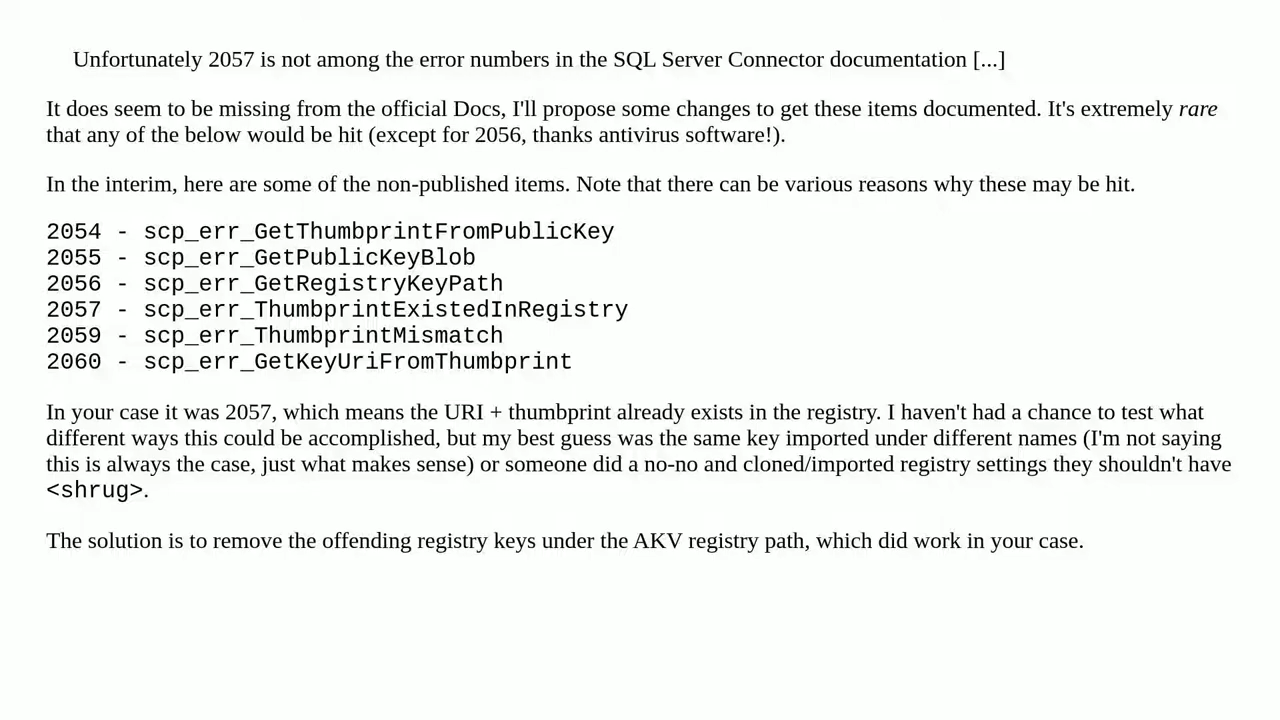 Unfortunately 2057 is not among the error numbers in the SQL Server Connector documentation [...]
It does seem to be missing from the official Docs, I'll propose some changes to get these items documented. It's extremely rare
that any of the below would be hit (except for 2056, thanks antivirus software!).
In the interim, here are some of the non-published items. Note that there can be various reasons why these may be hit.
2054 - scp_err_GetThumbprintFromPublicKey
2055 - scp_err_GetPublicKeyBlob
2056 - scp_err_GetRegistryKeyPath
2057 - scp_err_ThumbprintExistedInRegistry
2059 - scp_err_ThumbprintMismatch
2060 - scp_err_GetKeyUriFromThumbprint
In your case it was 2057, which means the URI + thumbprint already exists in the registry. I haven't had a chance to test what
different ways this could be accomplished, but my best guess was the same key imported under different names (I'm not saying
this is always the case, just what makes sense) or someone did a no-no and cloned/imported registry settings they shouldn't have
<shrug>.
The solution is to remove the offending registry keys under the AKV registry path, which did work in your case.